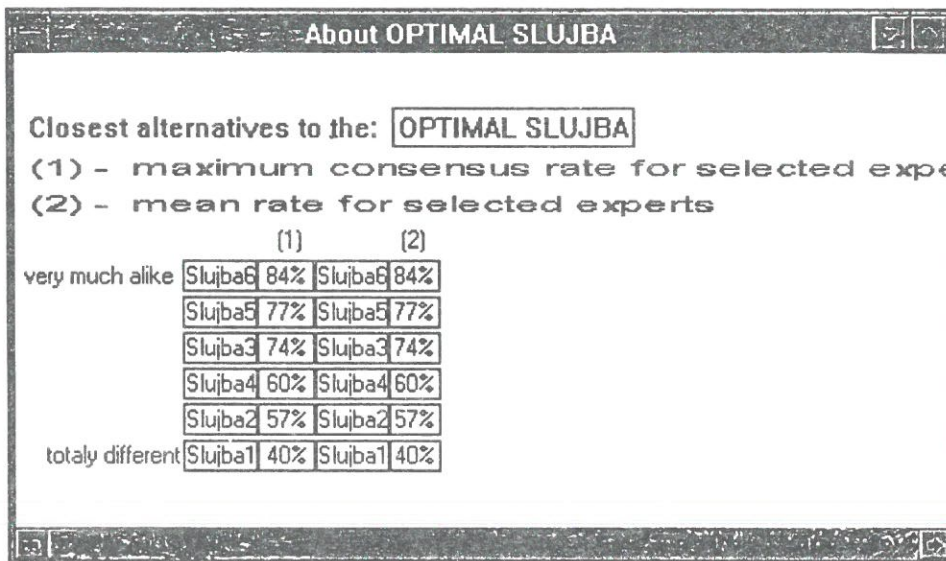 About OPTIMAL SLUJBA
Closest alternatives to the: OPTIMAL SLUJBA
(1) - maximum consensus rate for selected expe
(2) - mean rate for selected experts
(1) (2)
very much alike Slujba6 84% Slujba6 84%
Slujba5 77% Slujba5 77%
Slujba3 74% Slujba3 74%
Slujba4 60% Slujba4 60%
Slujba2 57% Slujba2 57%
totaly different Slujba1 40% Slujba1 40%